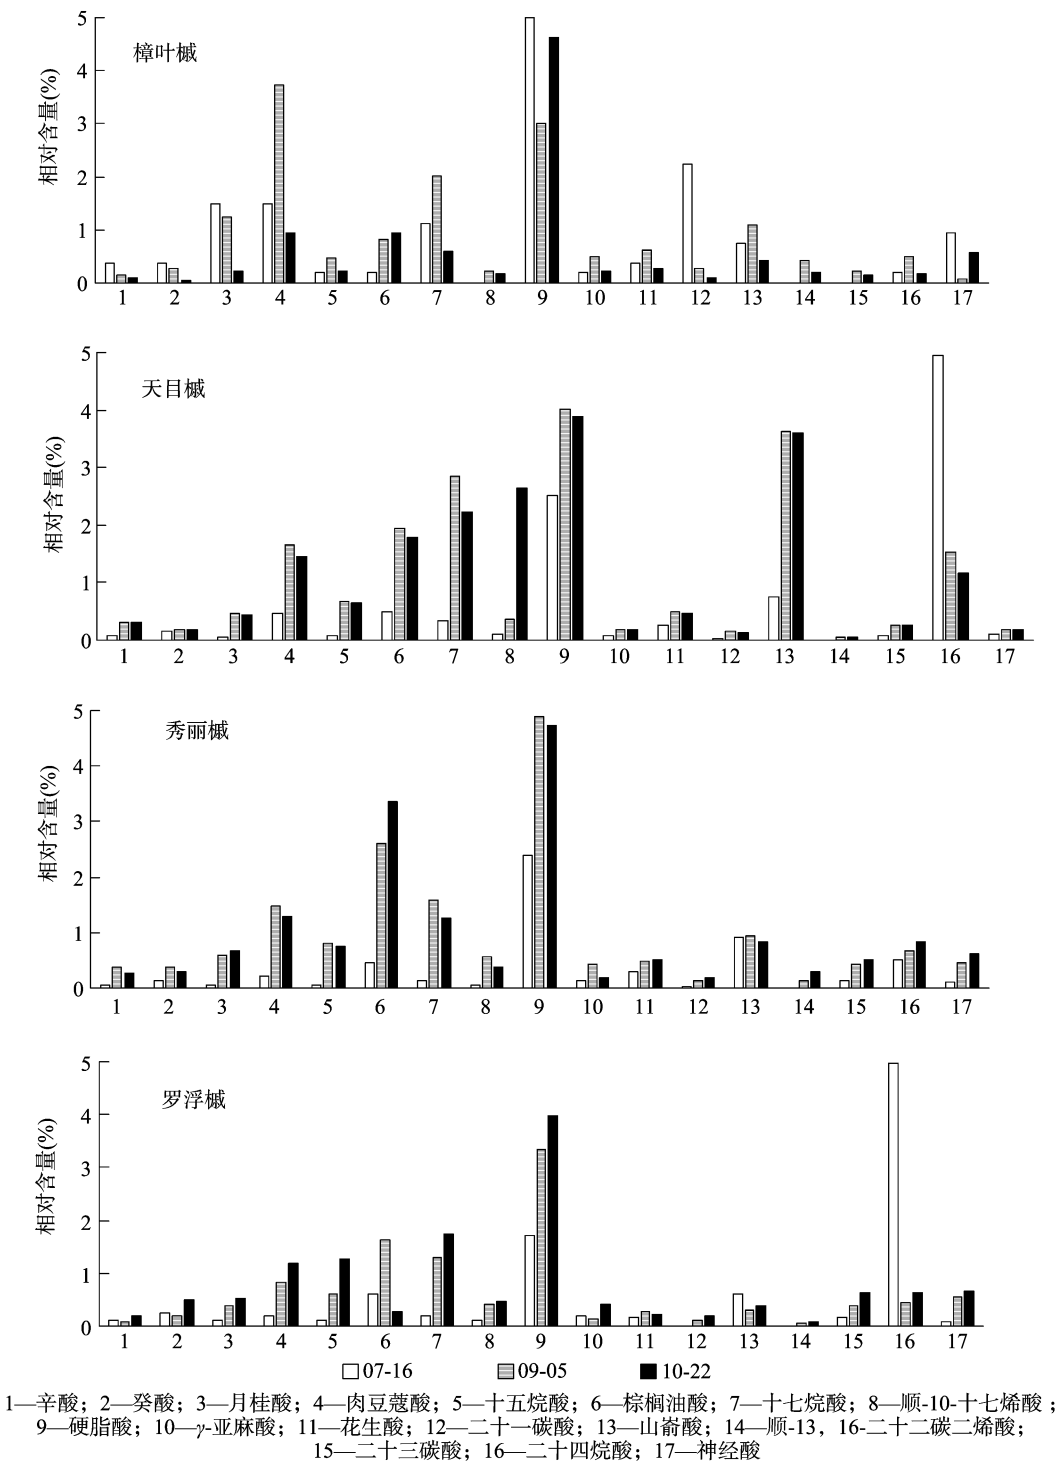 樟叶槭
相对含量(%)
5
4
3
2
1
0
1 2 3 4 5 6 7 8 9 10 11 12 13 14 15 16 17
天目槭
相对含量(%)
5
4
3
2
1
0
1 2 3 4 5 6 7 8 9 10 11 12 13 14 15 16 17
秀丽槭
相对含量(%)
5
4
3
2
1
0
1 2 3 4 5 6 7 8 9 10 11 12 13 14 15 16 17
罗浮槭
相对含量(%)
5
4
3
2
1
0
1 2 3 4 5 6 7 8 9 10 11 12 13 14 15 16 17
07-16 09-05 10-22
1—辛酸；2—癸酸；3—月桂酸；4—肉豆蔻酸；5—十五烷酸；6—棕榈油酸；7—十七烷酸；8—顺-10-十七烯酸；
9—硬脂酸；10—γ-亚麻酸；11—花生酸；12—二十一碳酸；13—山嵛酸；14—顺-13，16-二十二碳二烯酸；
15—二十三碳酸；16—二十四烷酸；17—神经酸